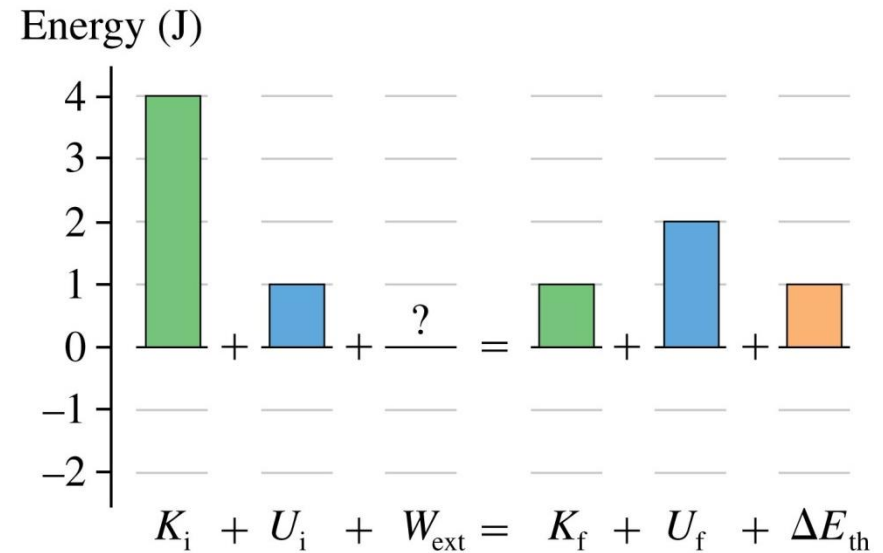 Energy (J)
4
3
2
1
?
0 + + = + +
−1
−2
Kᵢ + Uᵢ + W_ext = K_f + U_f + ΔE_th